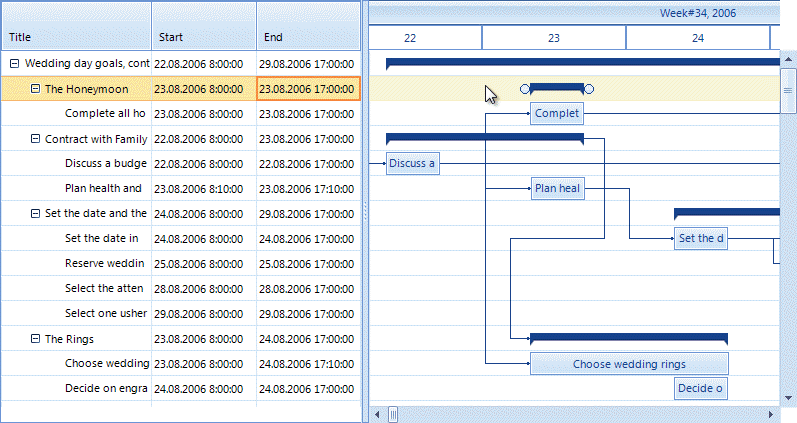 Week#34, 2006
Title Start End 22 23 24
Wedding day goals, cont 22.08.2006 8:00:00 29.08.2006 17:00:00
The Honeymoon 23.08.2006 8:00:00 23.08.2006 17:00:00
Complete all ho 23.08.2006 8:00:00 23.08.2006 17:00:00 Complet
Contract with Family 22.08.2006 8:00:00 23.08.2006 17:00:00
Discuss a budge 22.08.2006 8:00:00 22.08.2006 17:00:00 Discuss a
Plan health and 23.08.2006 8:10:00 23.08.2006 17:10:00 Plan heal
Set the date and the 24.08.2006 8:00:00 29.08.2006 17:00:00
Set the date in 24.08.2006 8:00:00 24.08.2006 17:00:00 Set the d
Reserve weddin 25.08.2006 8:00:00 25.08.2006 17:00:00
Select the atten 28.08.2006 8:00:00 28.08.2006 17:00:00
Select one usher 29.08.2006 8:00:00 29.08.2006 17:00:00
The Rings 23.08.2006 8:00:00 24.08.2006 17:00:00
Choose wedding 23.08.2006 8:00:00 24.08.2006 17:10:00 Choose wedding rings
Decide on engra 24.08.2006 8:00:00 24.08.2006 17:00:00 Decide o